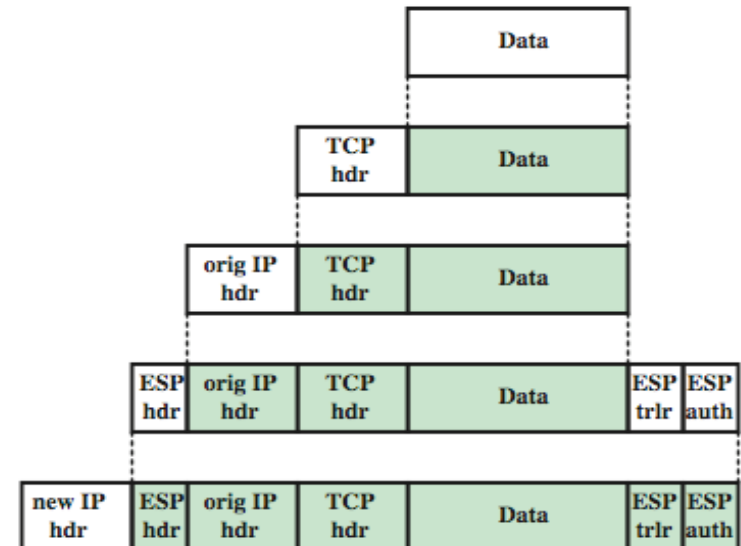 Data
TCP
hdr
Data
orig IP
hdr
TCP
hdr
Data
ESP
hdr
orig IP
hdr
TCP
hdr
Data
ESP
trlr
ESP
auth
new IP
hdr
ESP
hdr
orig IP
hdr
TCP
hdr
Data
ESP
trlr
ESP
auth